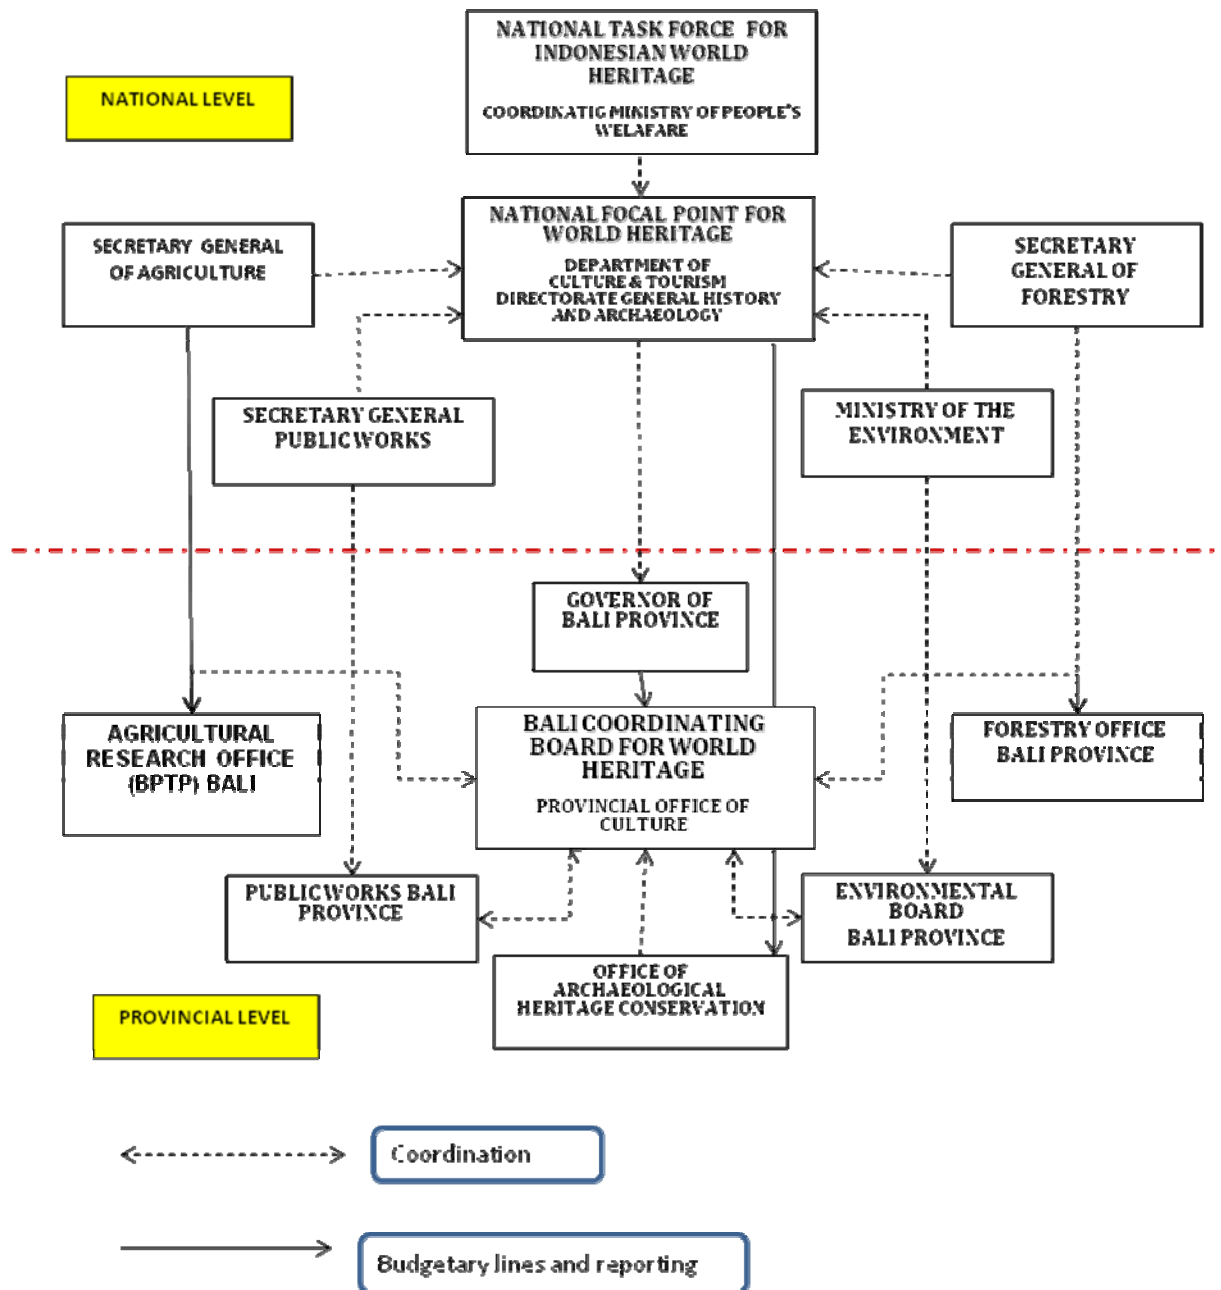 NATIONAL TASK FORCE FOR
INDONESIAN WORLD
HERITAGE
COORDINATIG MINISTRY OF PEOPLE'S
WELAFARE
NATIONAL LEVEL
NATIONAL FOCAL POINT FOR
WORLD HERITAGE
DEPARTMENT OF
CULTURE & TOURISM
DIRECTORATE GENERAL HISTORY
AND ARCHAEOLOGY
SECRETARY GENERAL
OF AGRICULTURE
SECRETARY
GENERAL OF
FORESTRY
SECRETARY GENERAL
PUBLIC WORKS
MINISTRY OF THE
ENVIRONMENT
GOVERNOR OF
BALI PROVINCE
AGRICULTURAL
RESEARCH OFFICE
(BPTP) BALI
BALI COORDINATING
BOARD FOR WORLD
HERITAGE
PROVINCIAL OFFICE OF
CULTURE
FORESTRY OFFICE
BALI PROVINCE
PUBLIC WORKS BALI
PROVINCE
ENVIRONMENTAL
BOARD
BALI PROVINCE
OFFICE OF
ARCHAEOLOGICAL
HERITAGE CONSERVATION
PROVINCIAL LEVEL
Coordination
Budgetary lines and reporting